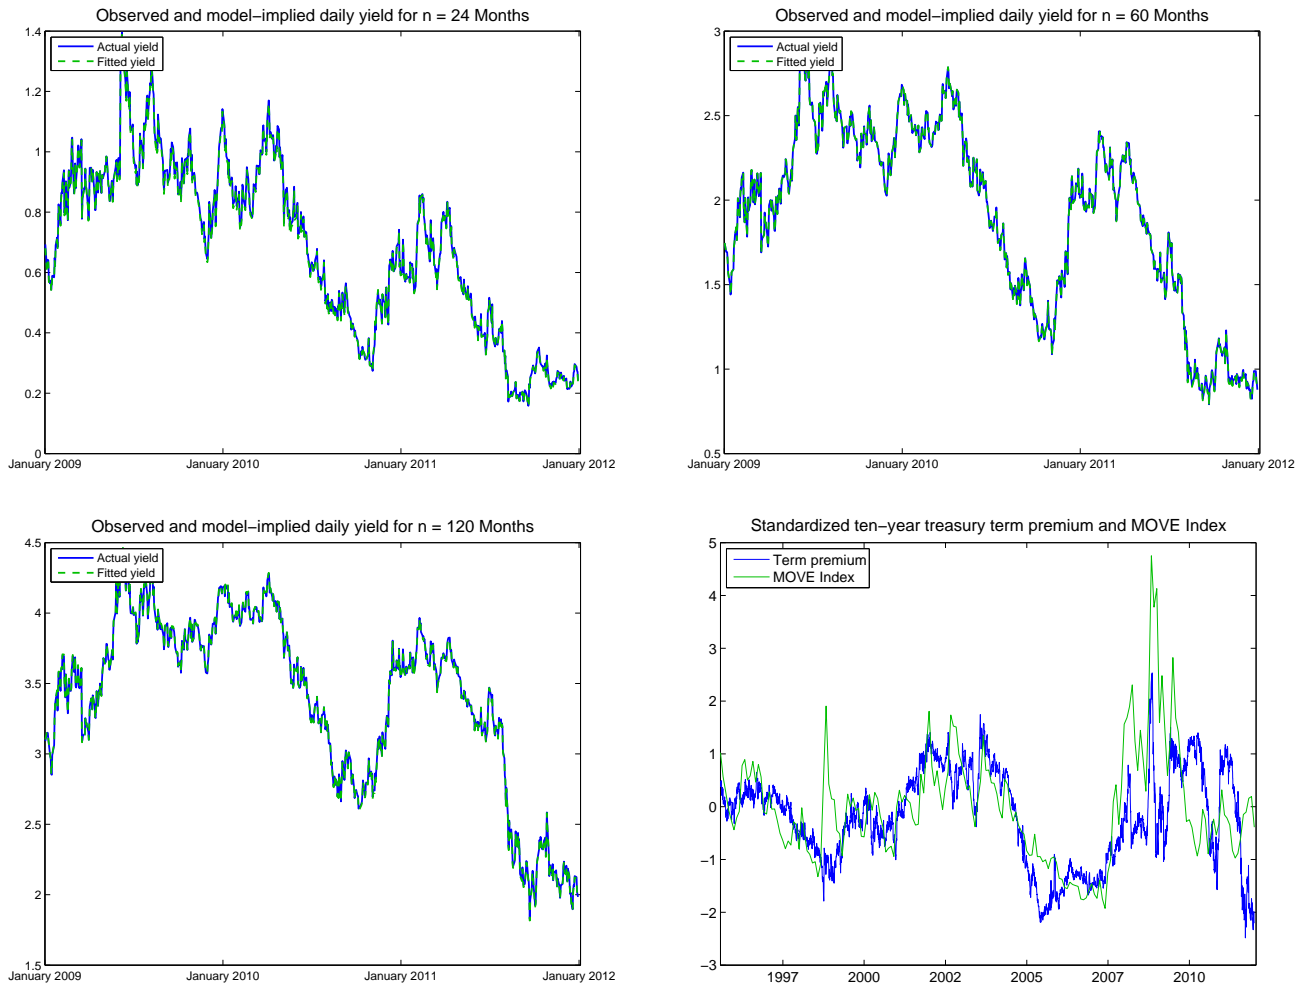 Observed and model−implied daily yield for n = 24 Months
1.4
1.2
1
0.8
0.6
0.4
0.2
0
Actual yield
Fitted yield
January 2009
January 2010
January 2011
January 2012
Observed and model−implied daily yield for n = 60 Months
3
2.5
2
1.5
1
0.5
Actual yield
Fitted yield
January 2009
January 2010
January 2011
January 2012
Observed and model−implied daily yield for n = 120 Months
4.5
4
3.5
3
2.5
2
1.5
Actual yield
Fitted yield
January 2009
January 2010
January 2011
January 2012
Standardized ten−year treasury term premium and MOVE Index
5
4
3
2
1
0
−1
−2
−3
Term premium
MOVE Index
1997
2000
2002
2005
2007
2010